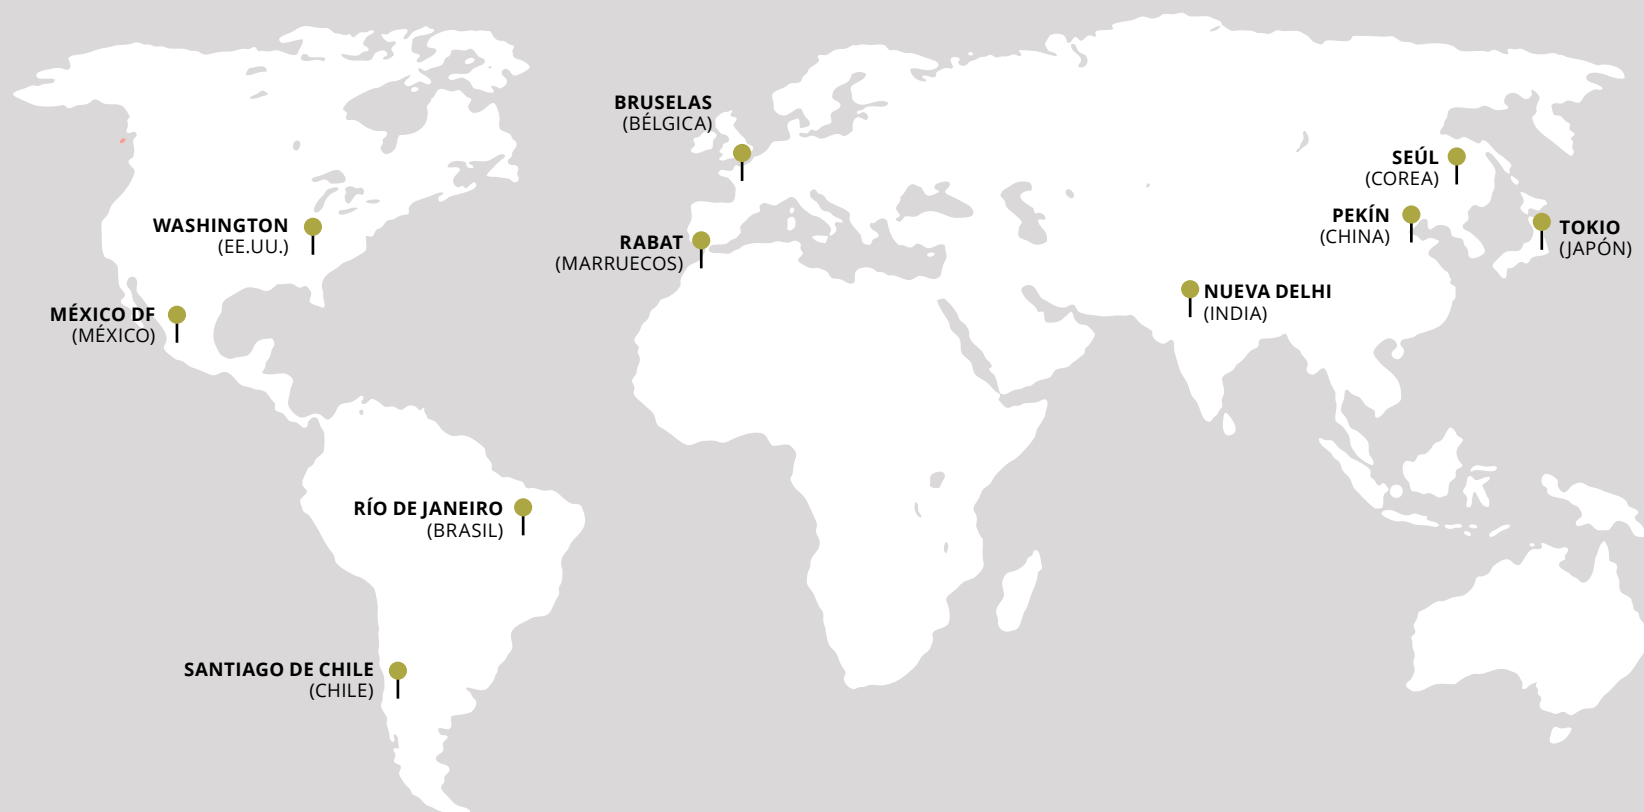 BRUSELAS
(BÉLGICA)
SEÚL
(COREA)
PEKÍN
(CHINA)
TOKIO
(JAPÓN)
WASHINGTON
(EE.UU.)
RABAT
(MARRUECOS)
NUEVA DELHI
(INDIA)
MÉXICO DF
(MÉXICO)
RÍO DE JANEIRO
(BRASIL)
SANTIAGO DE CHILE
(CHILE)